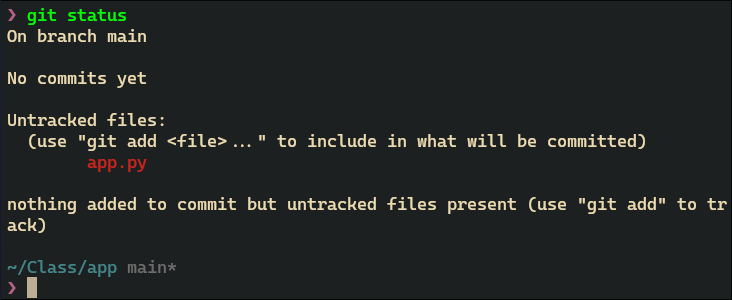 ❯ git status
On branch main
No commits yet
Untracked files:
(use "git add <file>..." to include in what will be committed)
app.py
nothing added to commit but untracked files present (use "git add" to tr
ack)
~/Class/app main*
❯